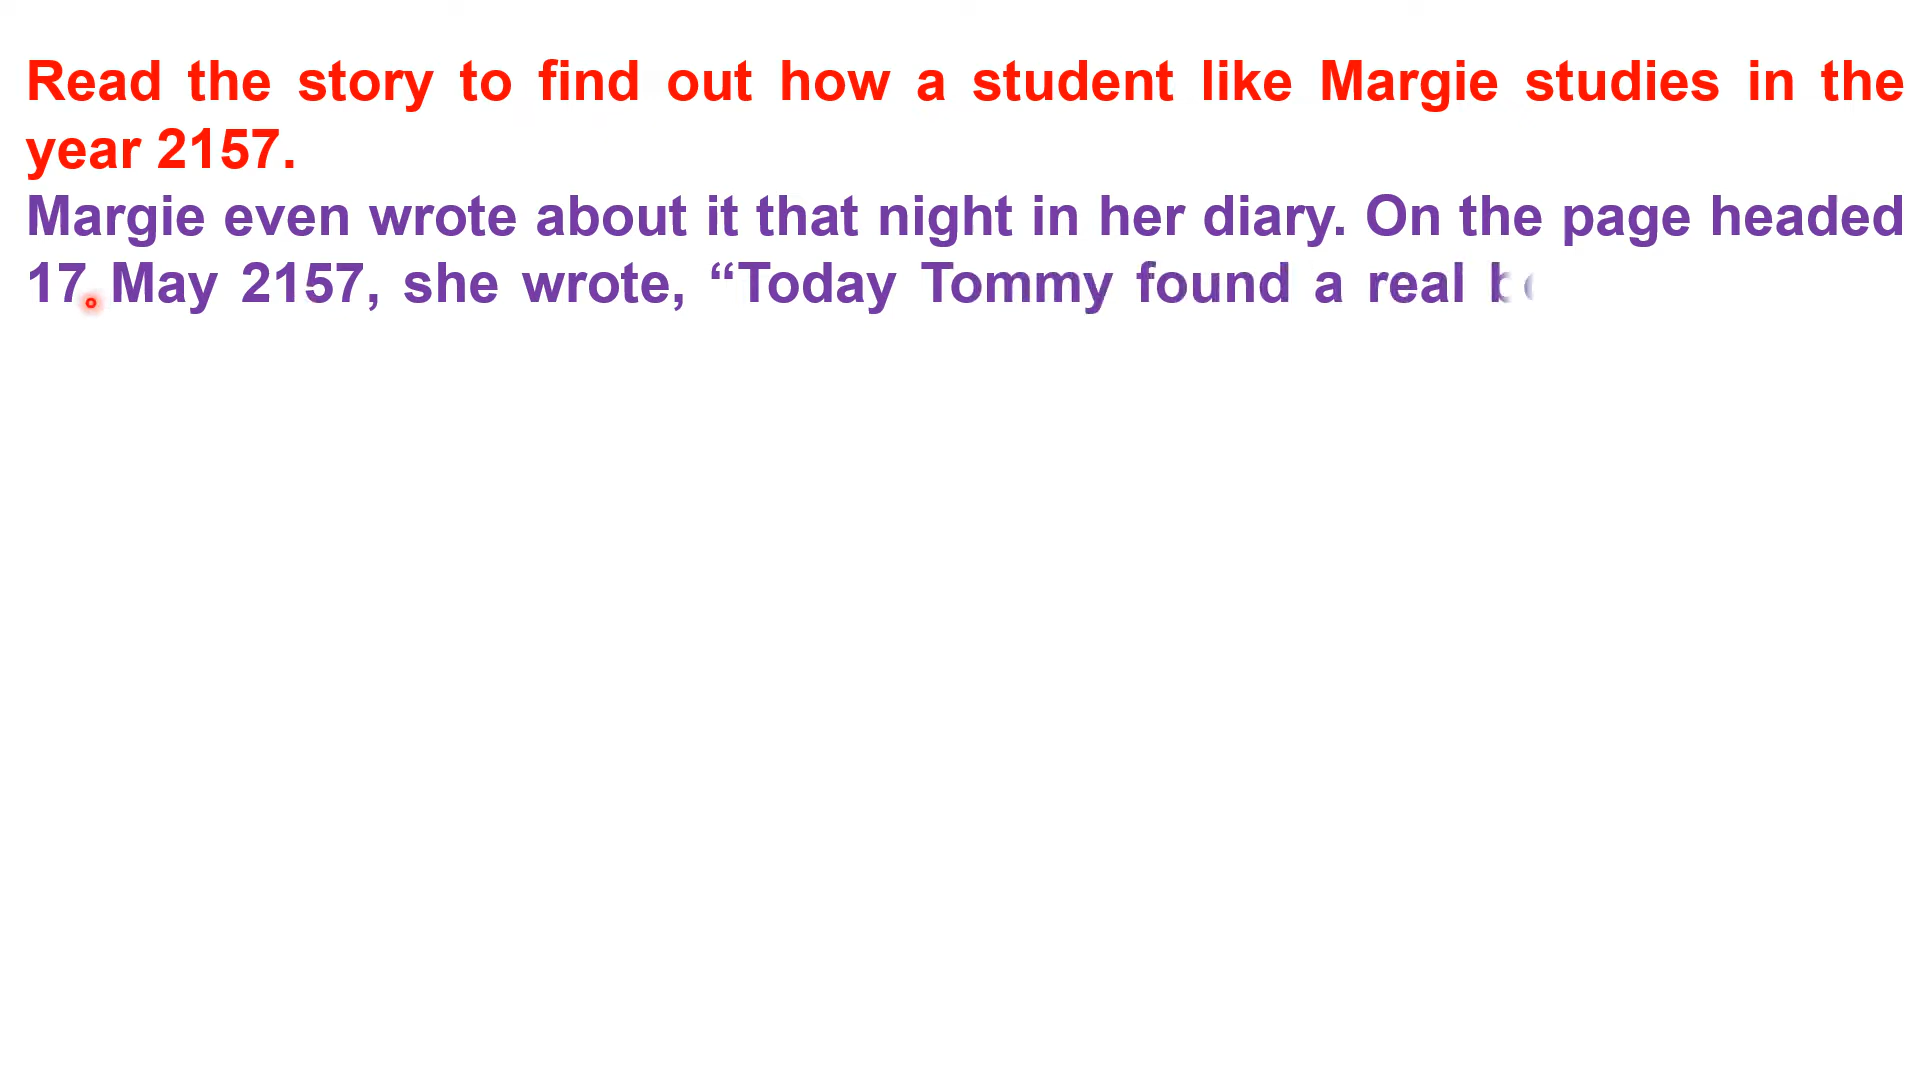 Read the story to find out how a student like Margie studies in the
year 2157.
Margie even wrote about it that night in her diary. On the page headed
17 May 2157, she wrote, “Today Tommy found a real